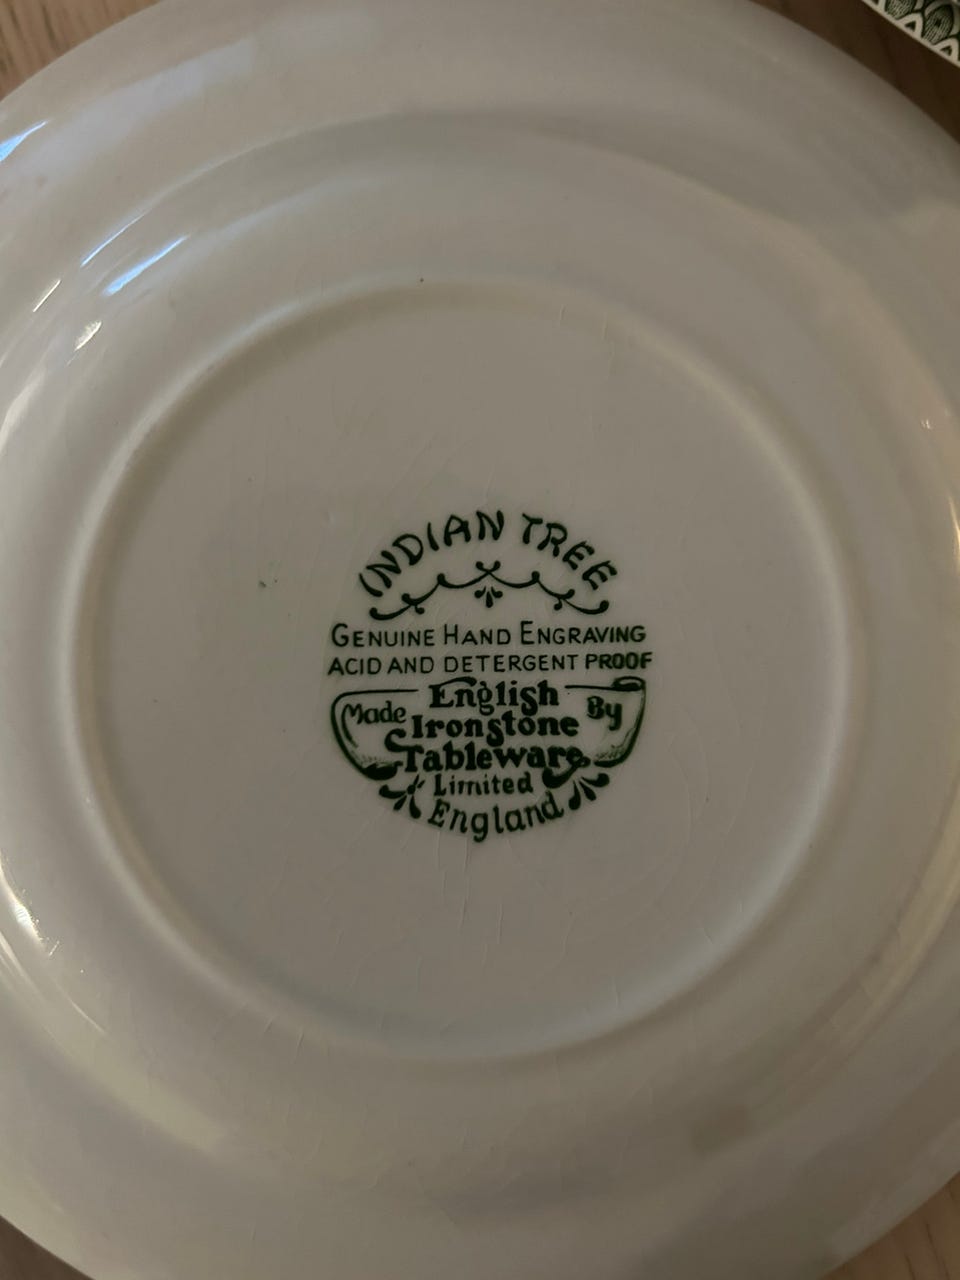 INDIAN TREE
GENUINE HAND ENGRAVING
ACID AND DETERGENT PROOF
Made English By
Ironstone
Tableware
Limited
England